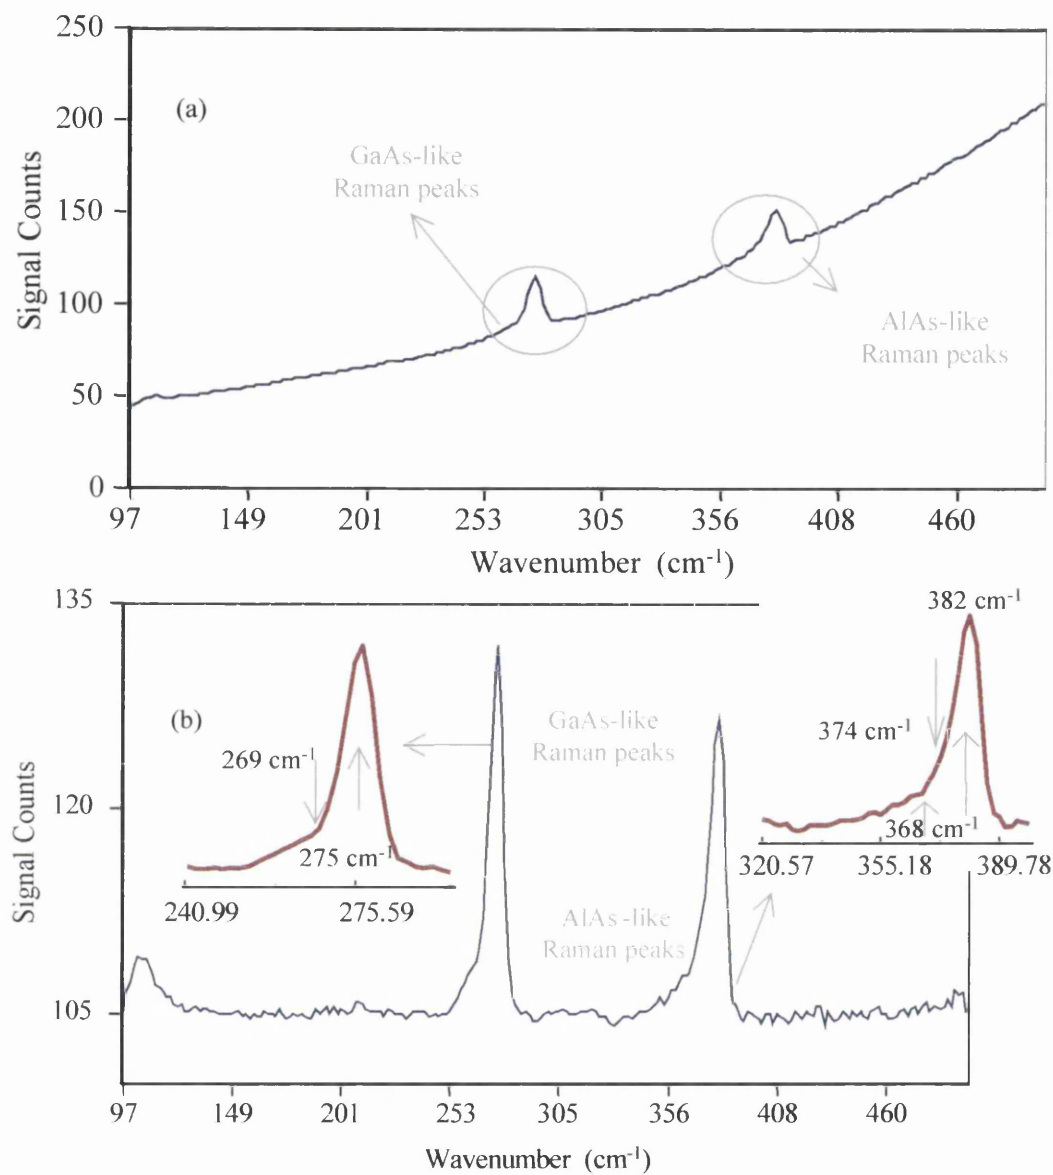 250
(a)
200
GaAs-like
Raman peaks
150
Signal Counts
100
AlAs-like
Raman peaks
50
0
97 149 201 253 305 356 408 460
Wavenumber (cm⁻¹)
135
382 cm⁻¹
(b)
GaAs-like
Raman peaks
269 cm⁻¹
374 cm⁻¹
120
275 cm⁻¹
368 cm⁻¹
320.57 355.18 389.78
240.99 275.59
Signal Counts
AlAs-like
Raman peaks
105
97 149 201 253 305 356 408 460
Wavenumber (cm⁻¹)